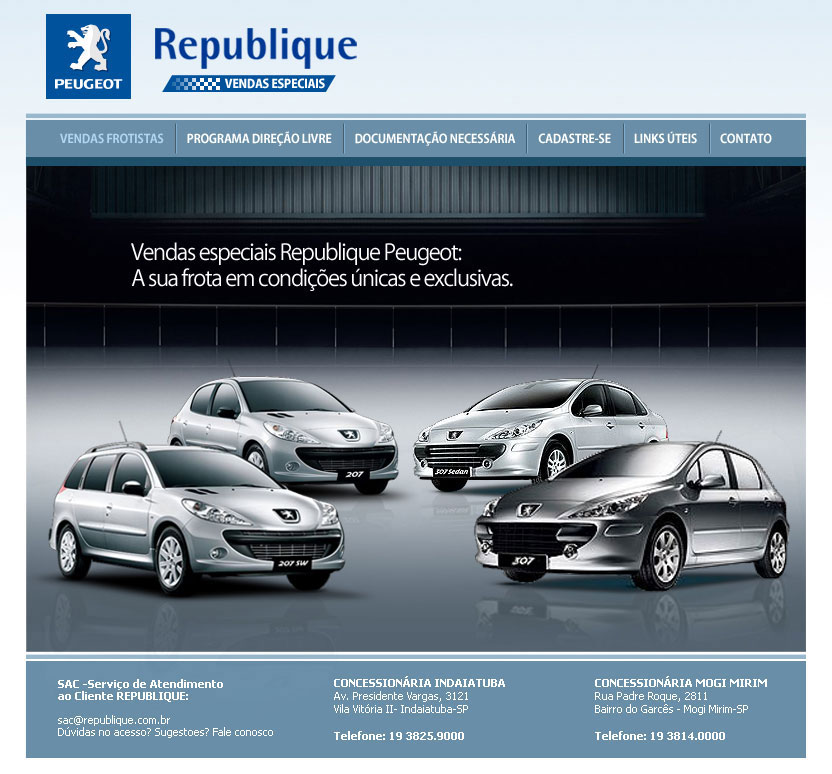 PEUGEOT
Republique
VENDAS ESPECIAIS
VENDAS FROTISTAS
PROGRAMA DIREÇÃO LIVRE
DOCUMENTAÇÃO NECESSÁRIA
CADASTRE-SE
LINKS ÚTEIS
CONTATO
Vendas especiais Republique Peugeot:
A sua frota em condições únicas e exclusivas.
207
307 Sedan
207 SW
307
SAC -Serviço de Atendimento
ao Cliente REPUBLIQUE:
sac@republique.com.br
Dúvidas no acesso? Sugestoes? Fale conosco
CONCESSIONÁRIA INDAIATUBA
Av. Presidente Vargas, 3121
Vila Vitória II- Indaiatuba-SP
Telefone: 19 3825.9000
CONCESSIONÁRIA MOGI MIRIM
Rua Padre Roque, 2811
Bairro do Garcês - Mogi Mirim-SP
Telefone: 19 3814.0000